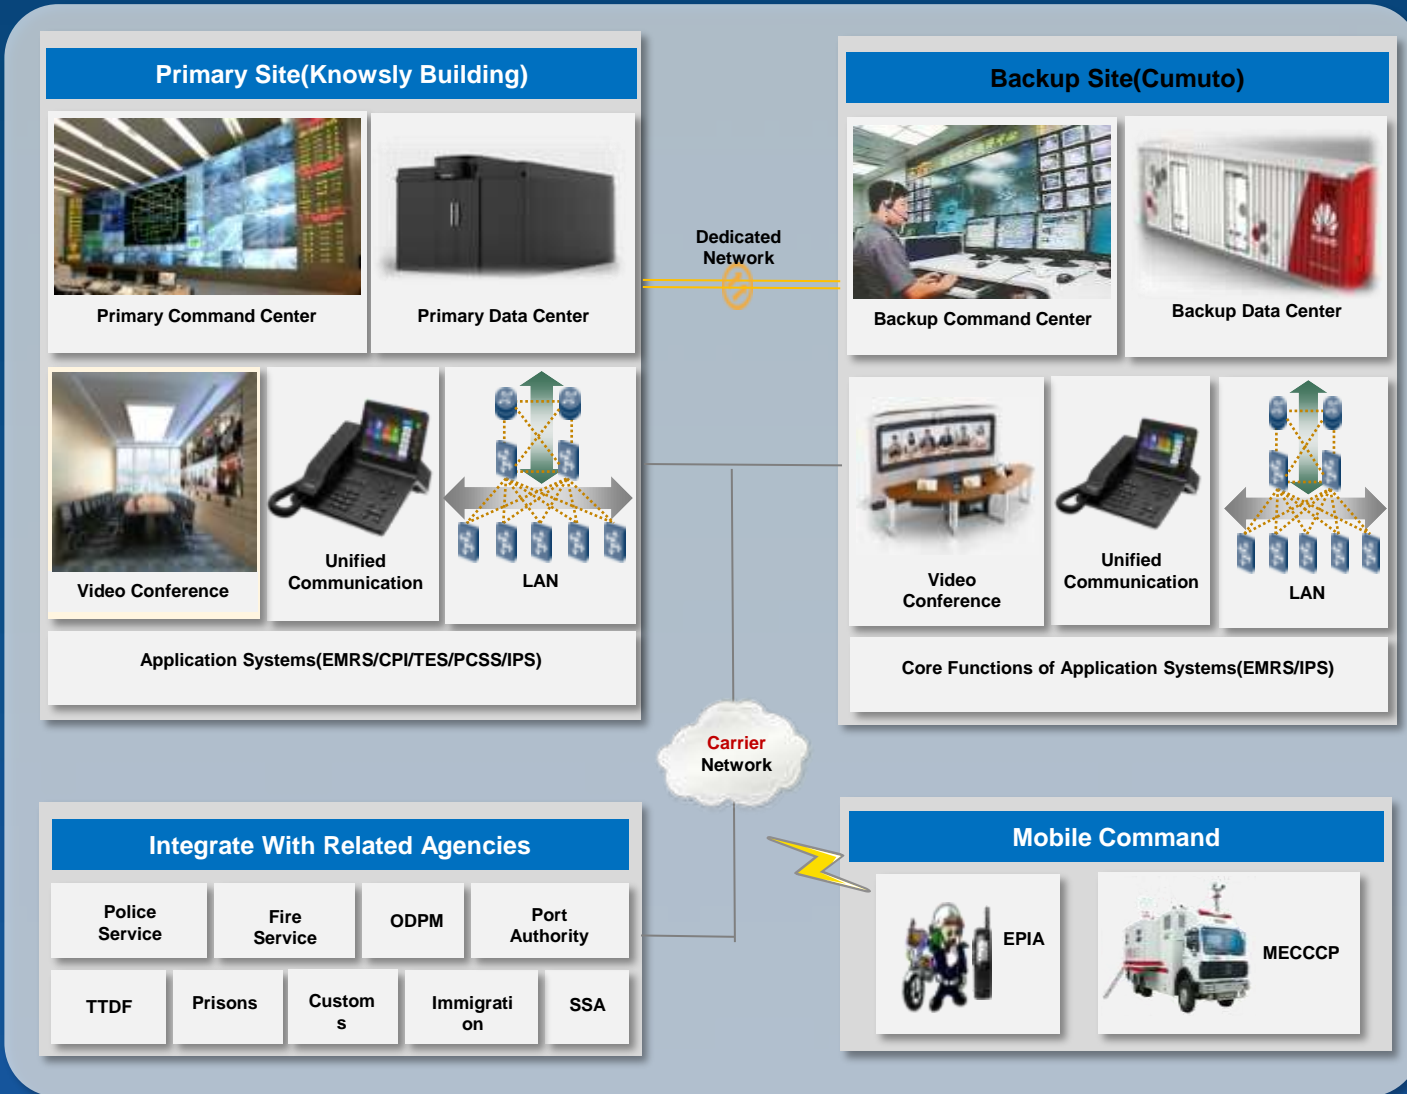 Primary Site(Knowsly Building)
Primary Command Center
Primary Data Center
Video Conference
Unified
Communication
LAN
Application Systems(EMRS/CPI/TES/PCSS/IPS)
Dedicated
Network
Backup Site(Cumuto)
Backup Command Center
Backup Data Center
Video
Conference
Unified
Communication
LAN
Core Functions of Application Systems(EMRS/IPS)
Carrier
Network
Integrate With Related Agencies
Police
Service
Fire
Service
ODPM
Port
Authority
TTDF
Prisons
Custom
s
Immigrati
on
SSA
Mobile Command
EPIA
MECCCP